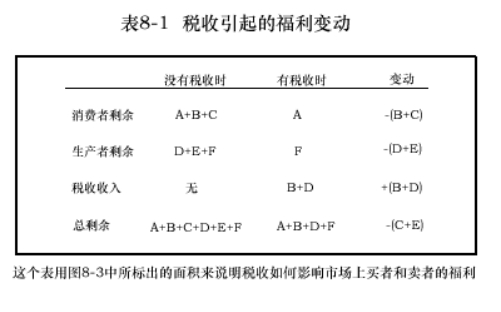 表8-1 税收引起的福利变动
没有税收时 有税收时 变动
消费者剩余 A+B+C A -(B+C)
生产者剩余 D+E+F F -(D+E)
税收收入 无 B+D +(B+D)
总剩余 A+B+C+D+E+F A+B+D+F -(C+E)
这个表用图8-3中所标出的面积来说明税收如何影响市场上买者和卖者的福利